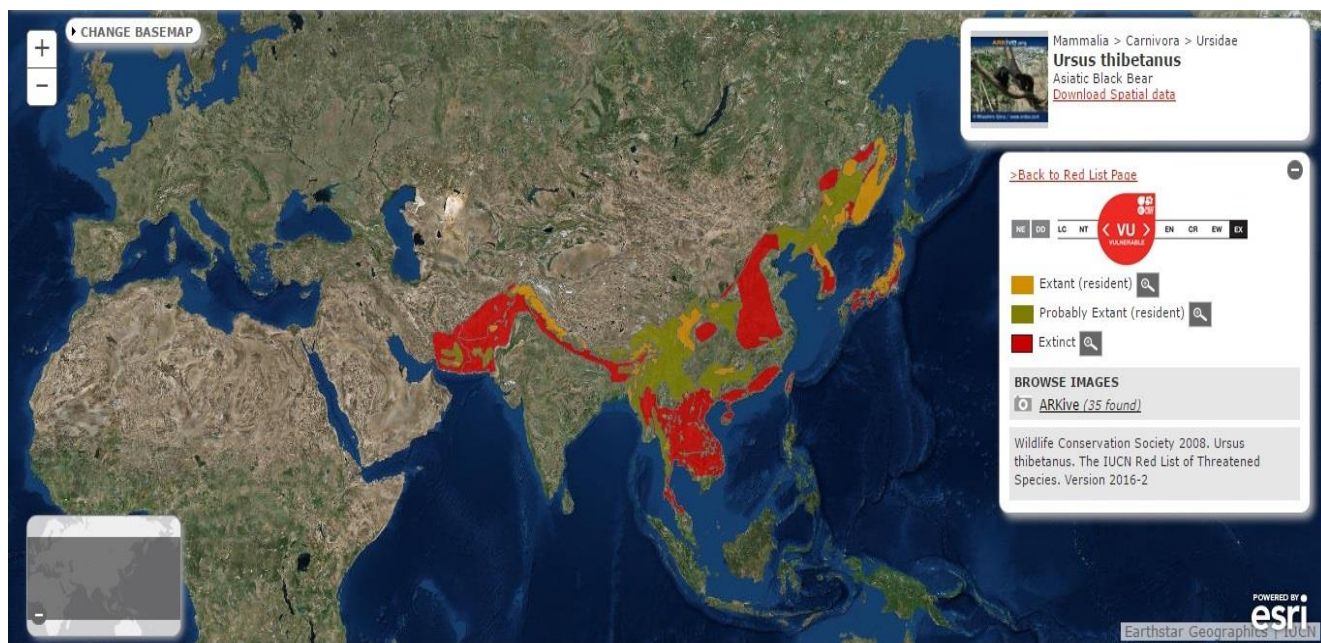 +
−
CHANGE BASEMAP
Mammalia > Carnivora > Ursidae
Ursus thibetanus
Asiatic Black Bear
Download Spatial data
>Back to Red List Page
NE DD LC NT < VU > EN CR EW EX
VULNERABLE
Extant (resident)
Probably Extant (resident)
Extinct
BROWSE IMAGES
ARKive (35 found)
Wildlife Conservation Society 2008. Ursus
thibetanus. The IUCN Red List of Threatened
Species. Version 2016-2
POWERED BY
esri
Earthstar Geographics | IUCN